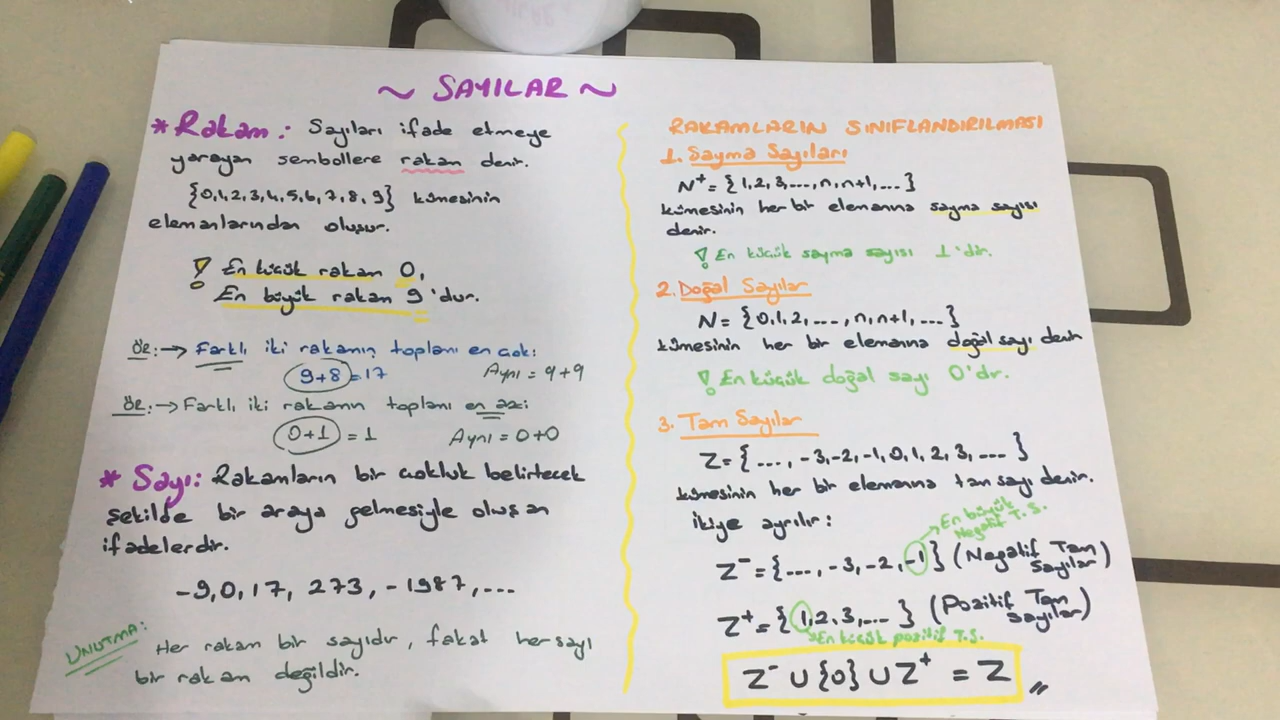 ~ SAYILAR ~
* Rakam: Sayıları ifade etmeye
yarayan sembollere rakam denir.
{0,1,2,3,4,5,6,7,8,9} kümesinin
elemanlarından oluşur.
! En küçük rakam 0,
En büyük rakam 9'dur.
ÖR: → Farklı iki rakamın toplamı en çok:
9+8=17 Aynı = 9+9
ÖR: → Farklı iki rakamın toplamı en az:
0+1 = 1 Aynı = 0+0
* Sayı: Rakamların bir çokluk belirtecek
şekilde bir araya gelmesiyle oluşan
ifadelerdir.
-9,0,17, 273, -1987,...
UNUTMA: Her rakam bir sayıdır, fakat her sayı
bir rakam değildir.
RAKAMLARIN SINIFLANDIRILMASI
1. Sayma Sayıları
N⁺ = {1,2,3,...,n,n+1,...}
kümesinin her bir elemanına sayma sayısı
denir.
! En küçük sayma sayısı 1'dir.
2. Doğal Sayılar
N = {0,1,2,...,n,n+1,...}
kümesinin her bir elemanına doğal sayı denir
! En küçük doğal sayı 0'dır.
3. Tam Sayılar
Z = {...., -3,-2,-1,0,1,2,3,....}
kümesinin her bir elemanına tam sayı denir.
İkiye ayrılır:
→ En büyük
Negatif T.S.
Z⁻ = {....,-3,-2,-1} (Negatif Tam
Sayılar)
Z⁺ = {1,2,3,....} (Pozitif Tam
sayılar)
En küçük pozitif T.S.
Z⁻ ∪ {0} ∪ Z⁺ = Z //